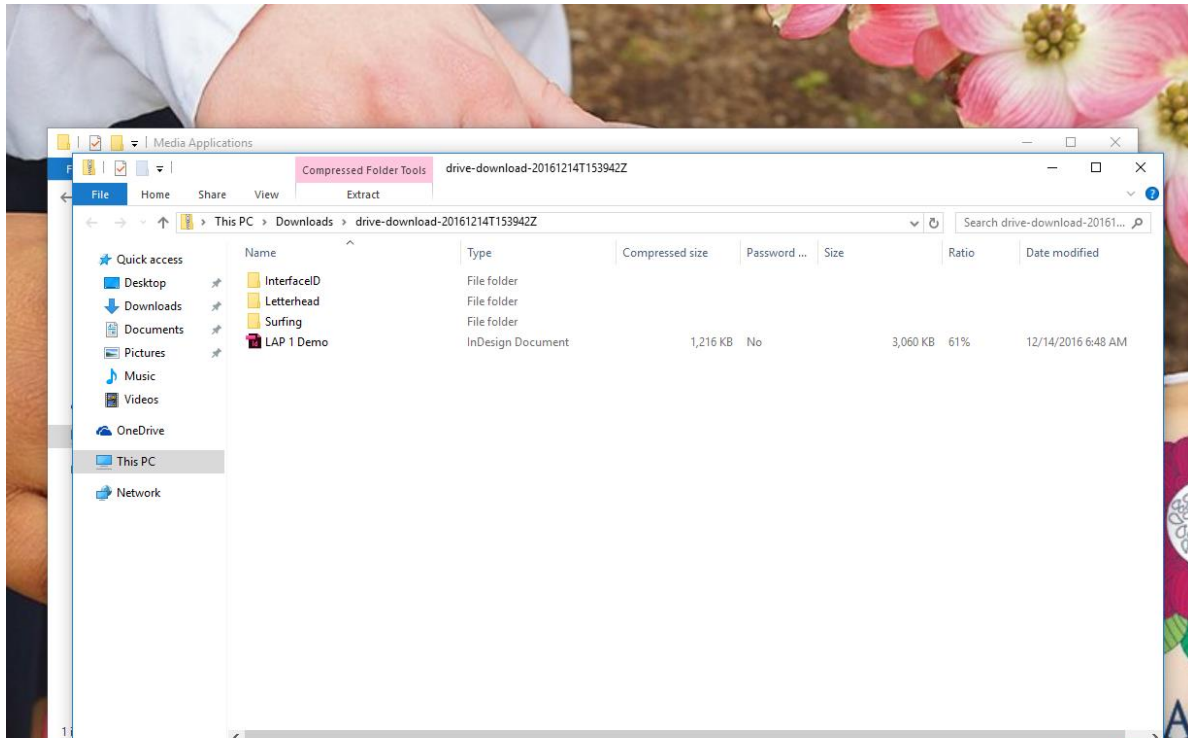 Media Applications
Compressed Folder Tools drive-download-20161214T153942Z
File Home Share View Extract
This PC > Downloads > drive-download-20161214T153942Z Search drive-download-20161...
Name Type Compressed size Password ... Size Ratio Date modified
Quick access
Desktop
Downloads
Documents
Pictures
Music
Videos
OneDrive
This PC
Network
InterfaceID File folder
Letterhead File folder
Surfing File folder
LAP 1 Demo InDesign Document 1,216 KB No 3,060 KB 61% 12/14/2016 6:48 AM